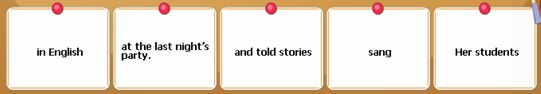 in English
at the last night's
party.
and told stories
sang
Her students